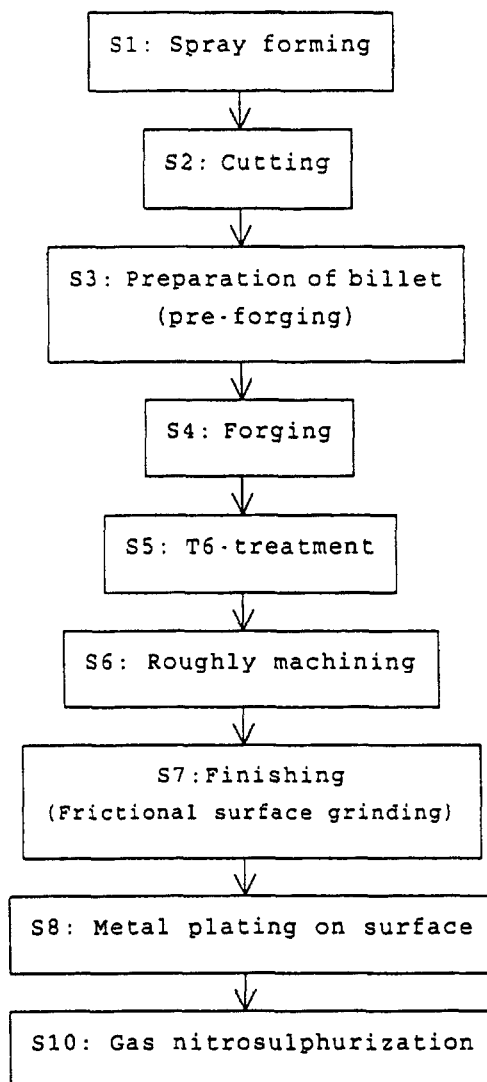 S1: Spray forming
S2: Cutting
S3: Preparation of billet
(pre-forging)
S4: Forging
S5: T6-treatment
S6: Roughly machining
S7:Finishing
(Frictional surface grinding)
S8: Metal plating on surface
S10: Gas nitrosulphurization